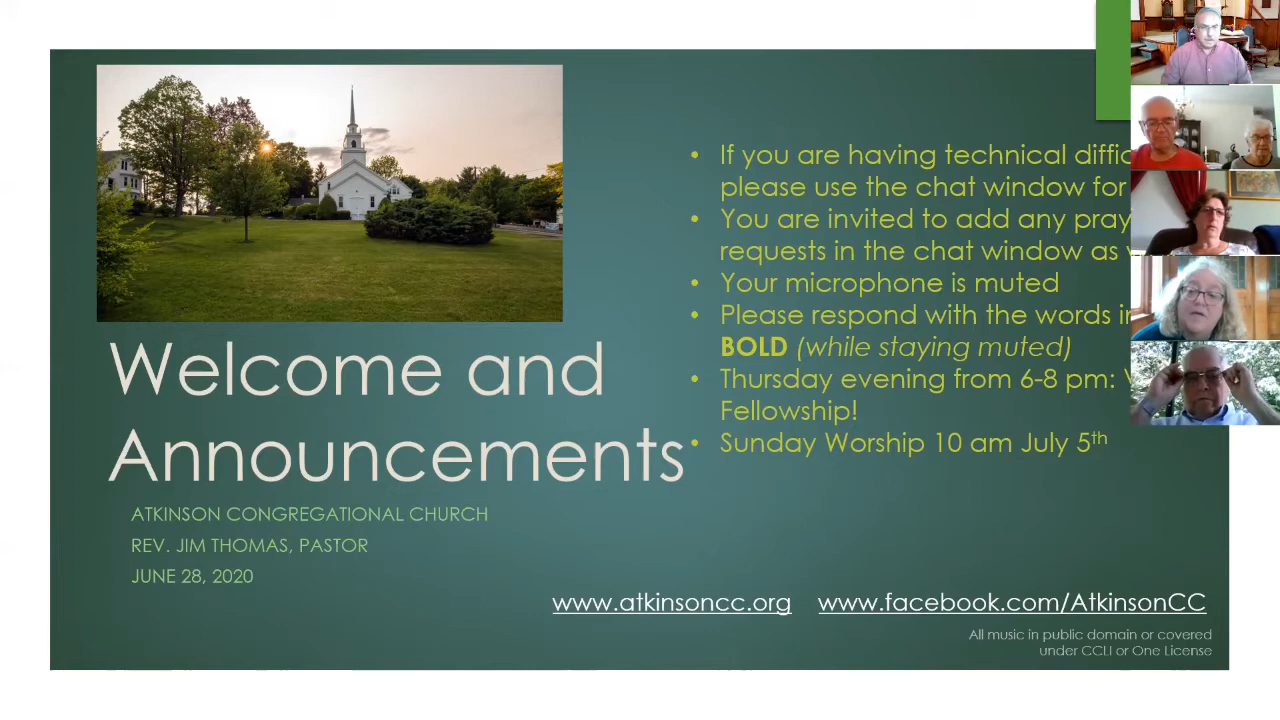 Welcome and
Announcements
ATKINSON CONGREGATIONAL CHURCH
REV. JIM THOMAS, PASTOR
JUNE 28, 2020
• If you are having technical
please use the chat window for
• You are invited to add any
requests in the chat window as
• Your microphone is muted
• Please respond with the words
BOLD (while staying muted)
• Thursday evening from 6-8 pm:
Fellowship!
• Sunday Worship 10 am July 5th
www.atkinsoncc.org www.facebook.com/AtkinsonCC
All music in public domain or covered
under CCLI or One License